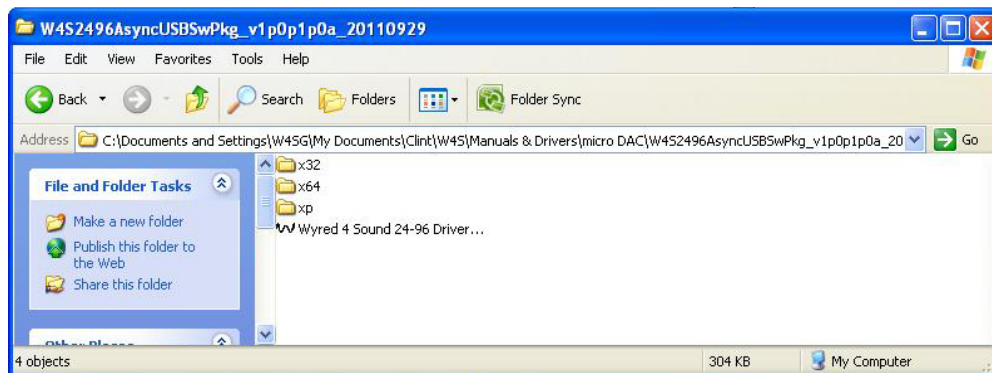 W4S2496AsyncUSBSwPkg_v1p0p1p0a_20110929
File Edit View Favorites Tools Help
Back Search Folders Folder Sync
Address C:\Documents and Settings\W4SG\My Documents\Clint\W4S\Manuals & Drivers\micro DAC\W4S2496AsyncUSBSwPkg_v1p0p1p0a_20 Go
File and Folder Tasks
Make a new folder
Publish this folder to
the Web
Share this folder
Other Places
x32
x64
xp
Wyred 4 Sound 24-96 Driver...
4 objects 304 KB My Computer